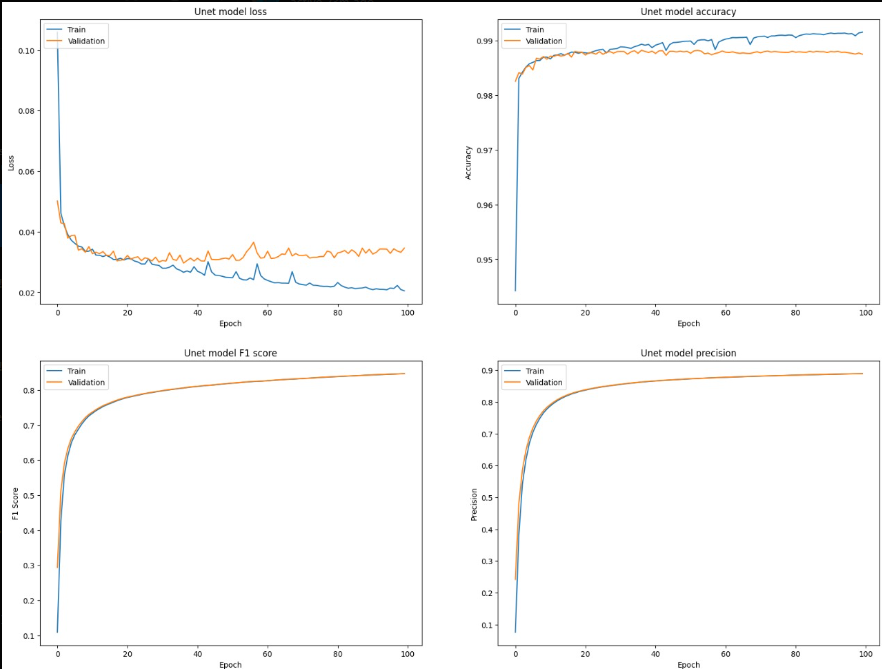 Unet model loss
Train
Validation
0.10
0.08
0.06
0.04
0.02
Loss
0 20 40 60 80 100
Epoch
Unet model accuracy
Train
Validation
0.99
0.98
0.97
0.96
0.95
Accuracy
0 20 40 60 80 100
Epoch
Unet model F1 score
Train
Validation
0.8
0.7
0.6
0.5
0.4
0.3
0.2
0.1
F1 Score
0 20 40 60 80 100
Epoch
Unet model precision
Train
Validation
0.9
0.8
0.7
0.6
0.5
0.4
0.3
0.2
0.1
Precision
0 20 40 60 80 100
Epoch